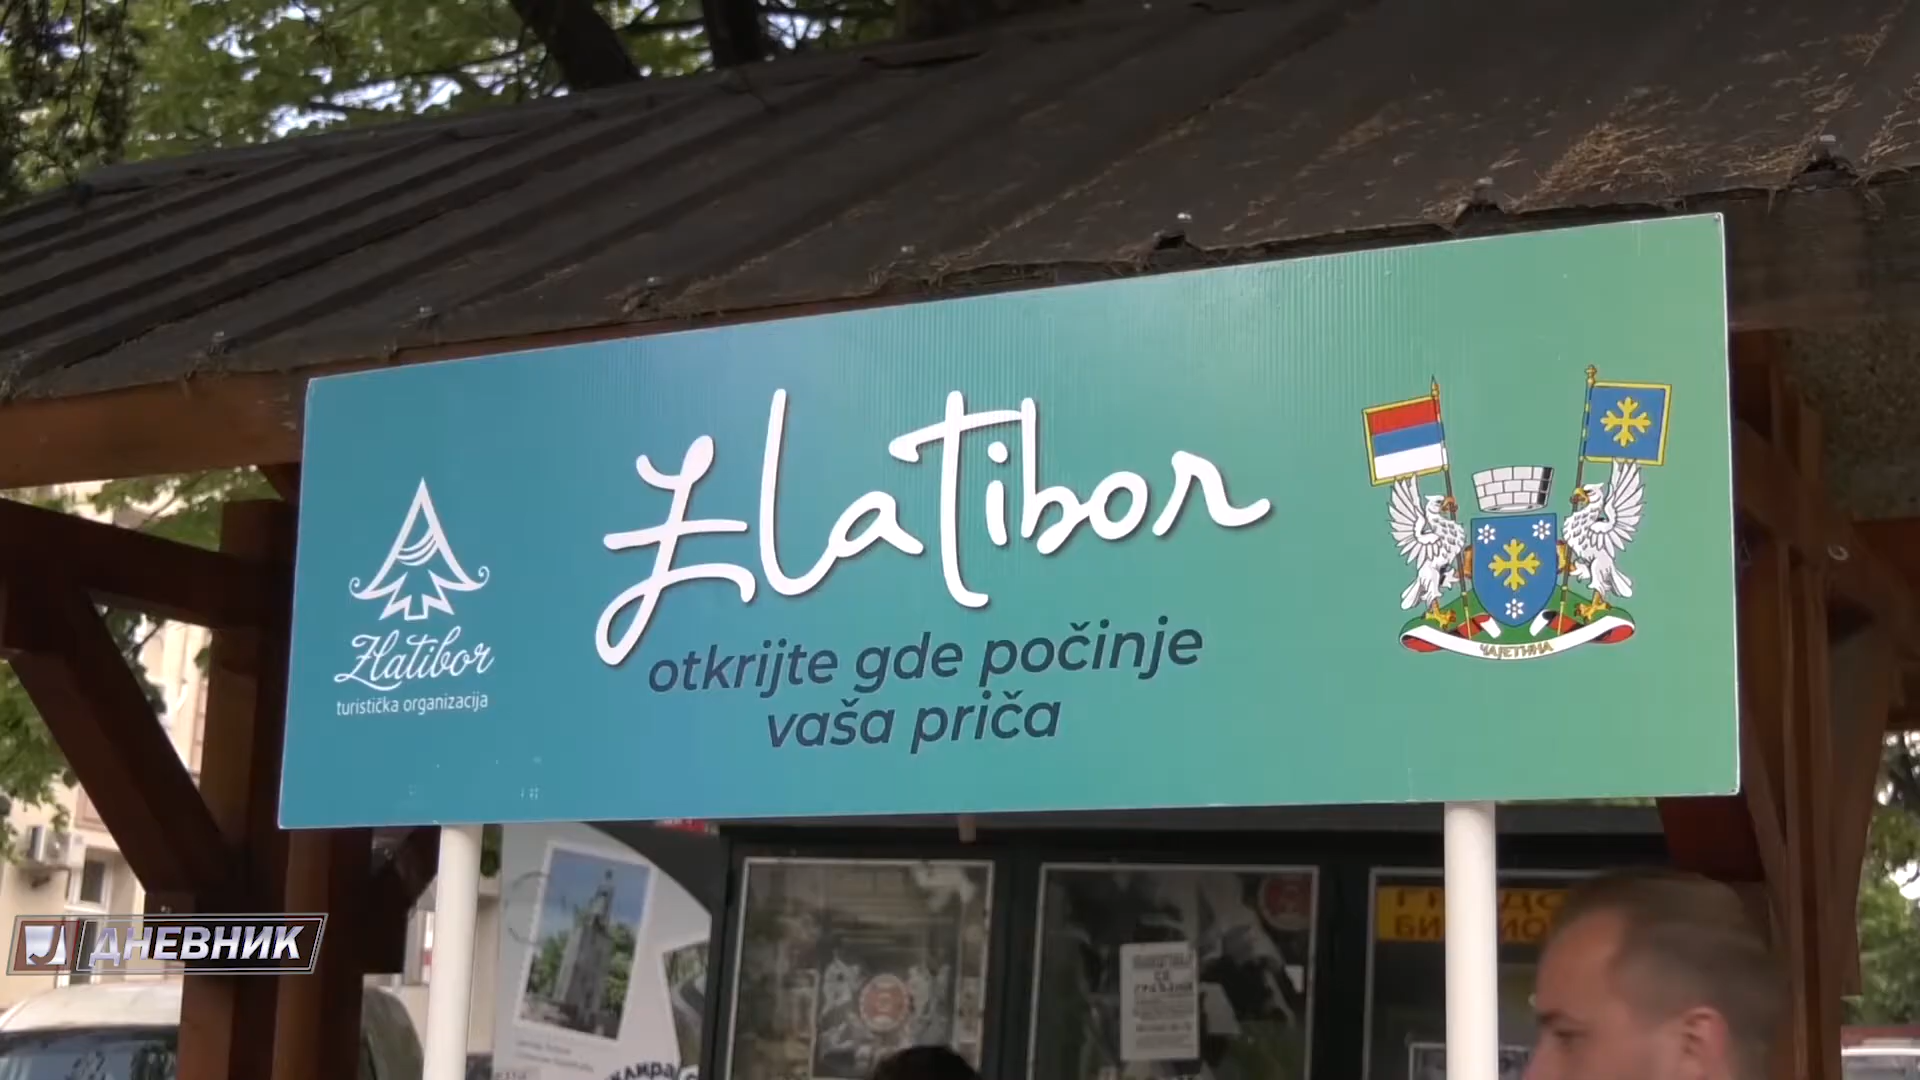 Zlatibor
otkrijte gde počinje
vaša priča
Zlatibor
turistička organizacija
ЧАЈЕТИНА
ДНЕВНИК